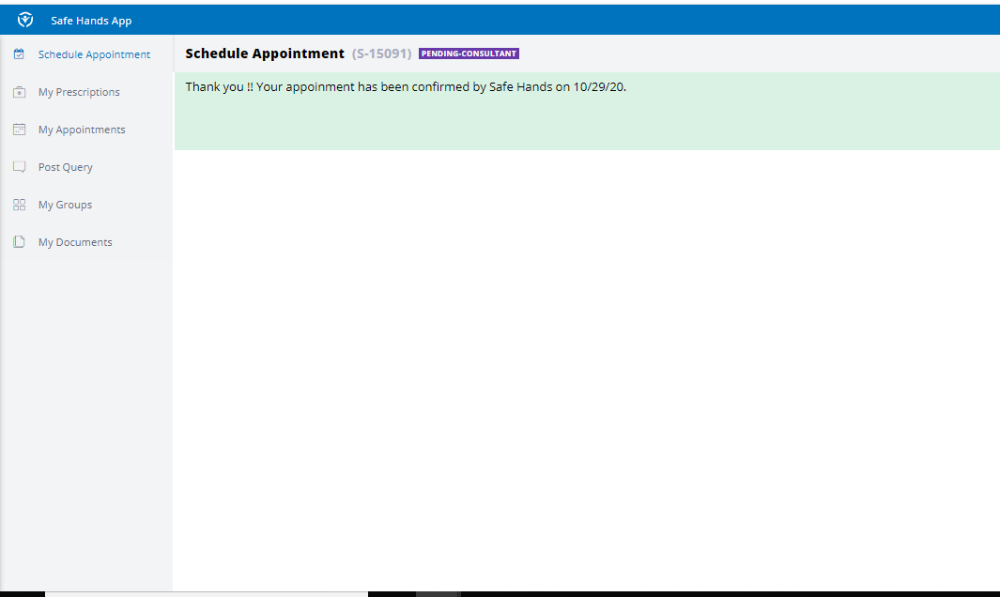 Safe Hands App
Schedule Appointment
My Prescriptions
My Appointments
Post Query
My Groups
My Documents
Schedule Appointment (S-15091) PENDING-CONSULTANT
Thank you !! Your appoinment has been confirmed by Safe Hands on 10/29/20.